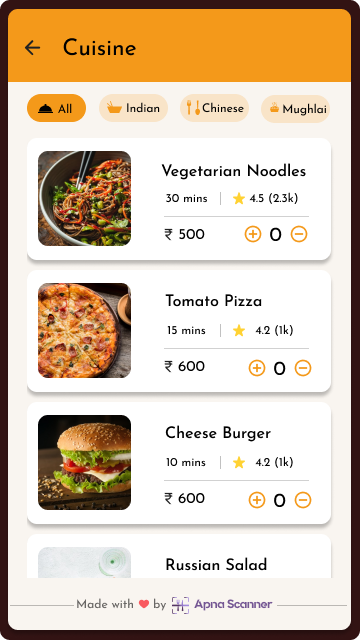 Cuisine
All Indian Chinese Mughlai
Vegetarian Noodles
30 mins 4.5 (2.3k)
₹ 500 0
Tomato Pizza
15 mins 4.2 (1k)
₹ 600 0
Cheese Burger
10 mins 4.2 (1k)
₹ 600 0
Russian Salad
Made with ❤ by Apna Scanner